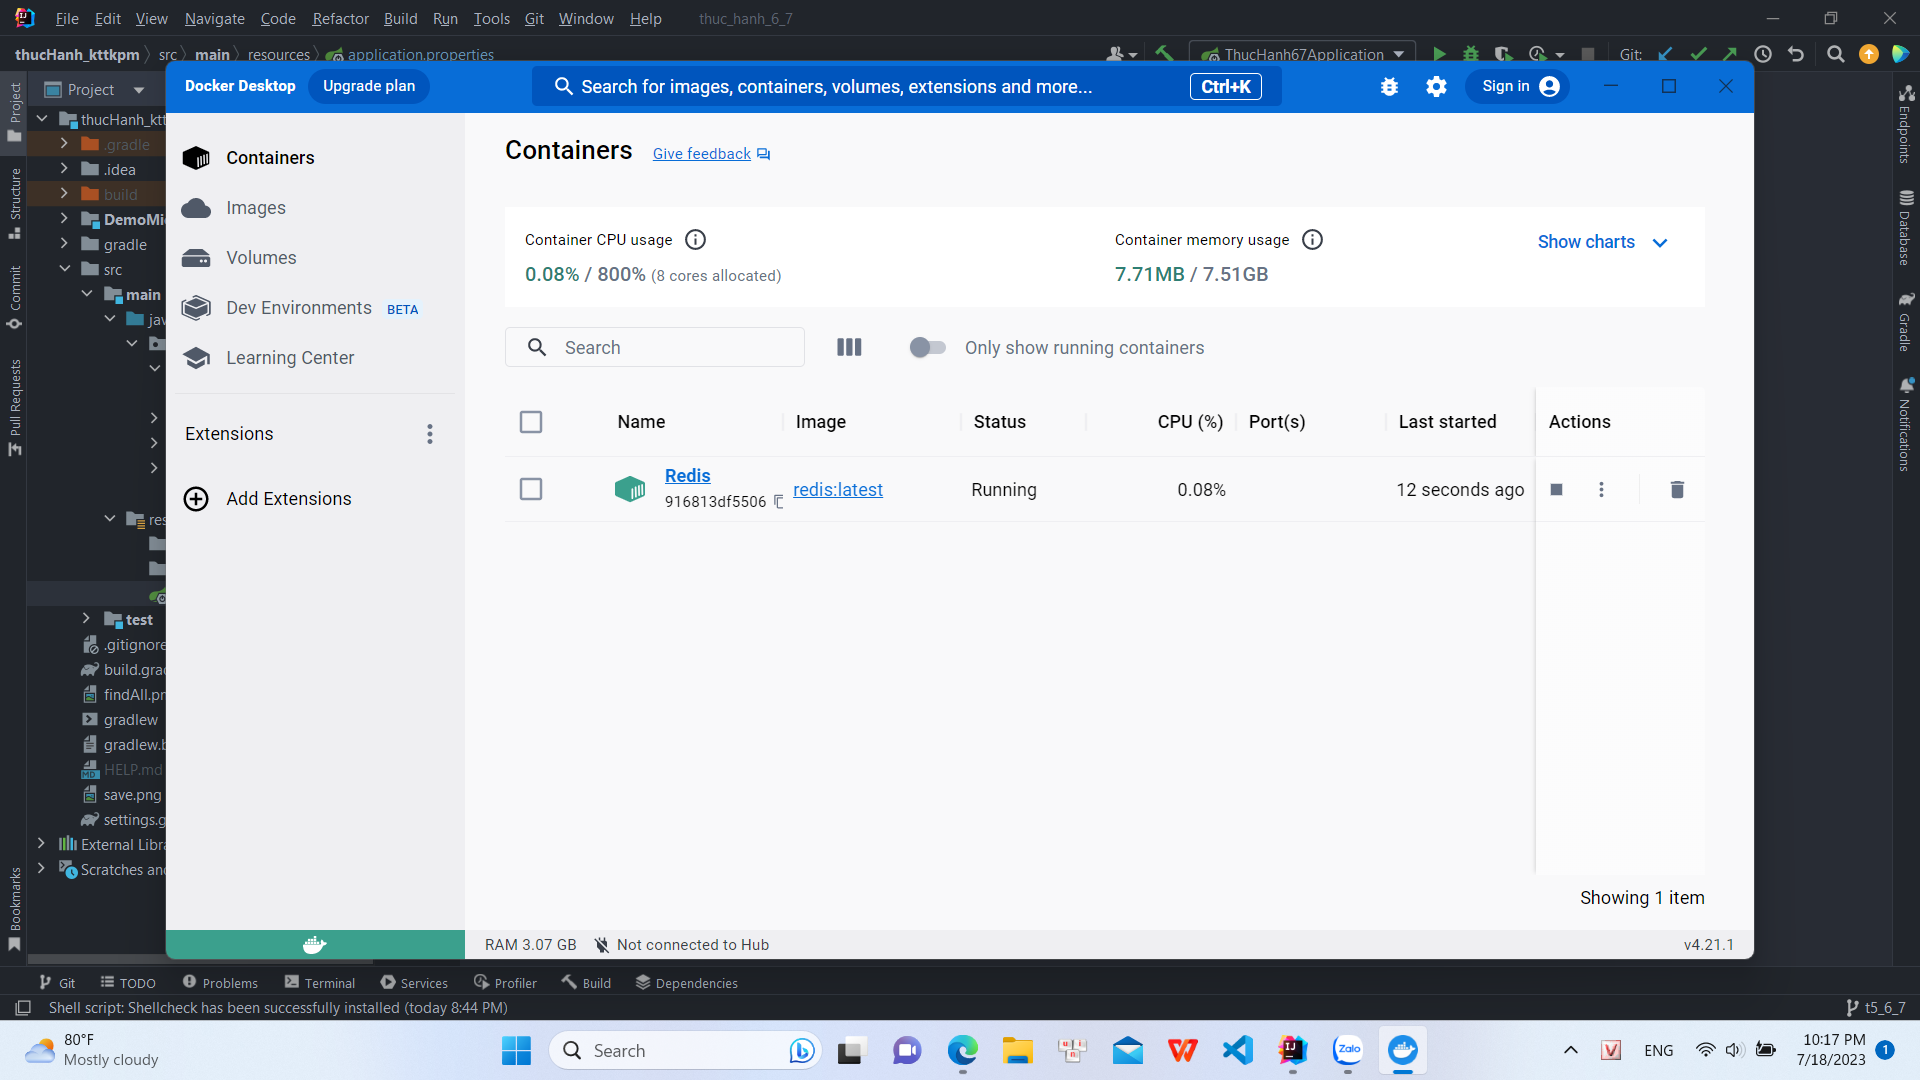 File Edit View Navigate Code Refactor Build Run Tools Git Window Help thuc_hanh_6_7
thucHanh_kttkpm src main resources application.properties ThucHanh67Application Git:
Docker Desktop Upgrade plan Search for images, containers, volumes, extensions and more... Ctrl+K Sign in
Project
Project
thucHanh_ktt
.gradle
.idea
build
DemoMi
gradle
src
main
jav
res
test
.gitignore
build.grad
findAll.pn
gradlew
gradlew.b
HELP.md
save.png
settings.g
External Libra
Scratches and
Structure
Commit
Pull Requests
Bookmarks
Containers
Images
Volumes
Dev Environments BETA
Learning Center
Extensions
Add Extensions
Containers Give feedback
Container CPU usage
0.08% / 800% (8 cores allocated)
Container memory usage
7.71MB / 7.51GB
Show charts
Search
Only show running containers
Name Image Status CPU (%) Port(s) Last started Actions
Redis
916813df5506
redis:latest Running 0.08% 12 seconds ago
Showing 1 item
RAM 3.07 GB Not connected to Hub v4.21.1
Endpoints
Database
Gradle
Notifications
Git TODO Problems Terminal Services Profiler Build Dependencies
Shell script: Shellcheck has been successfully installed (today 8:44 PM) t5_6_7
80°F
Mostly cloudy
Search
Zalo
ENG
10:17 PM
7/18/2023
1